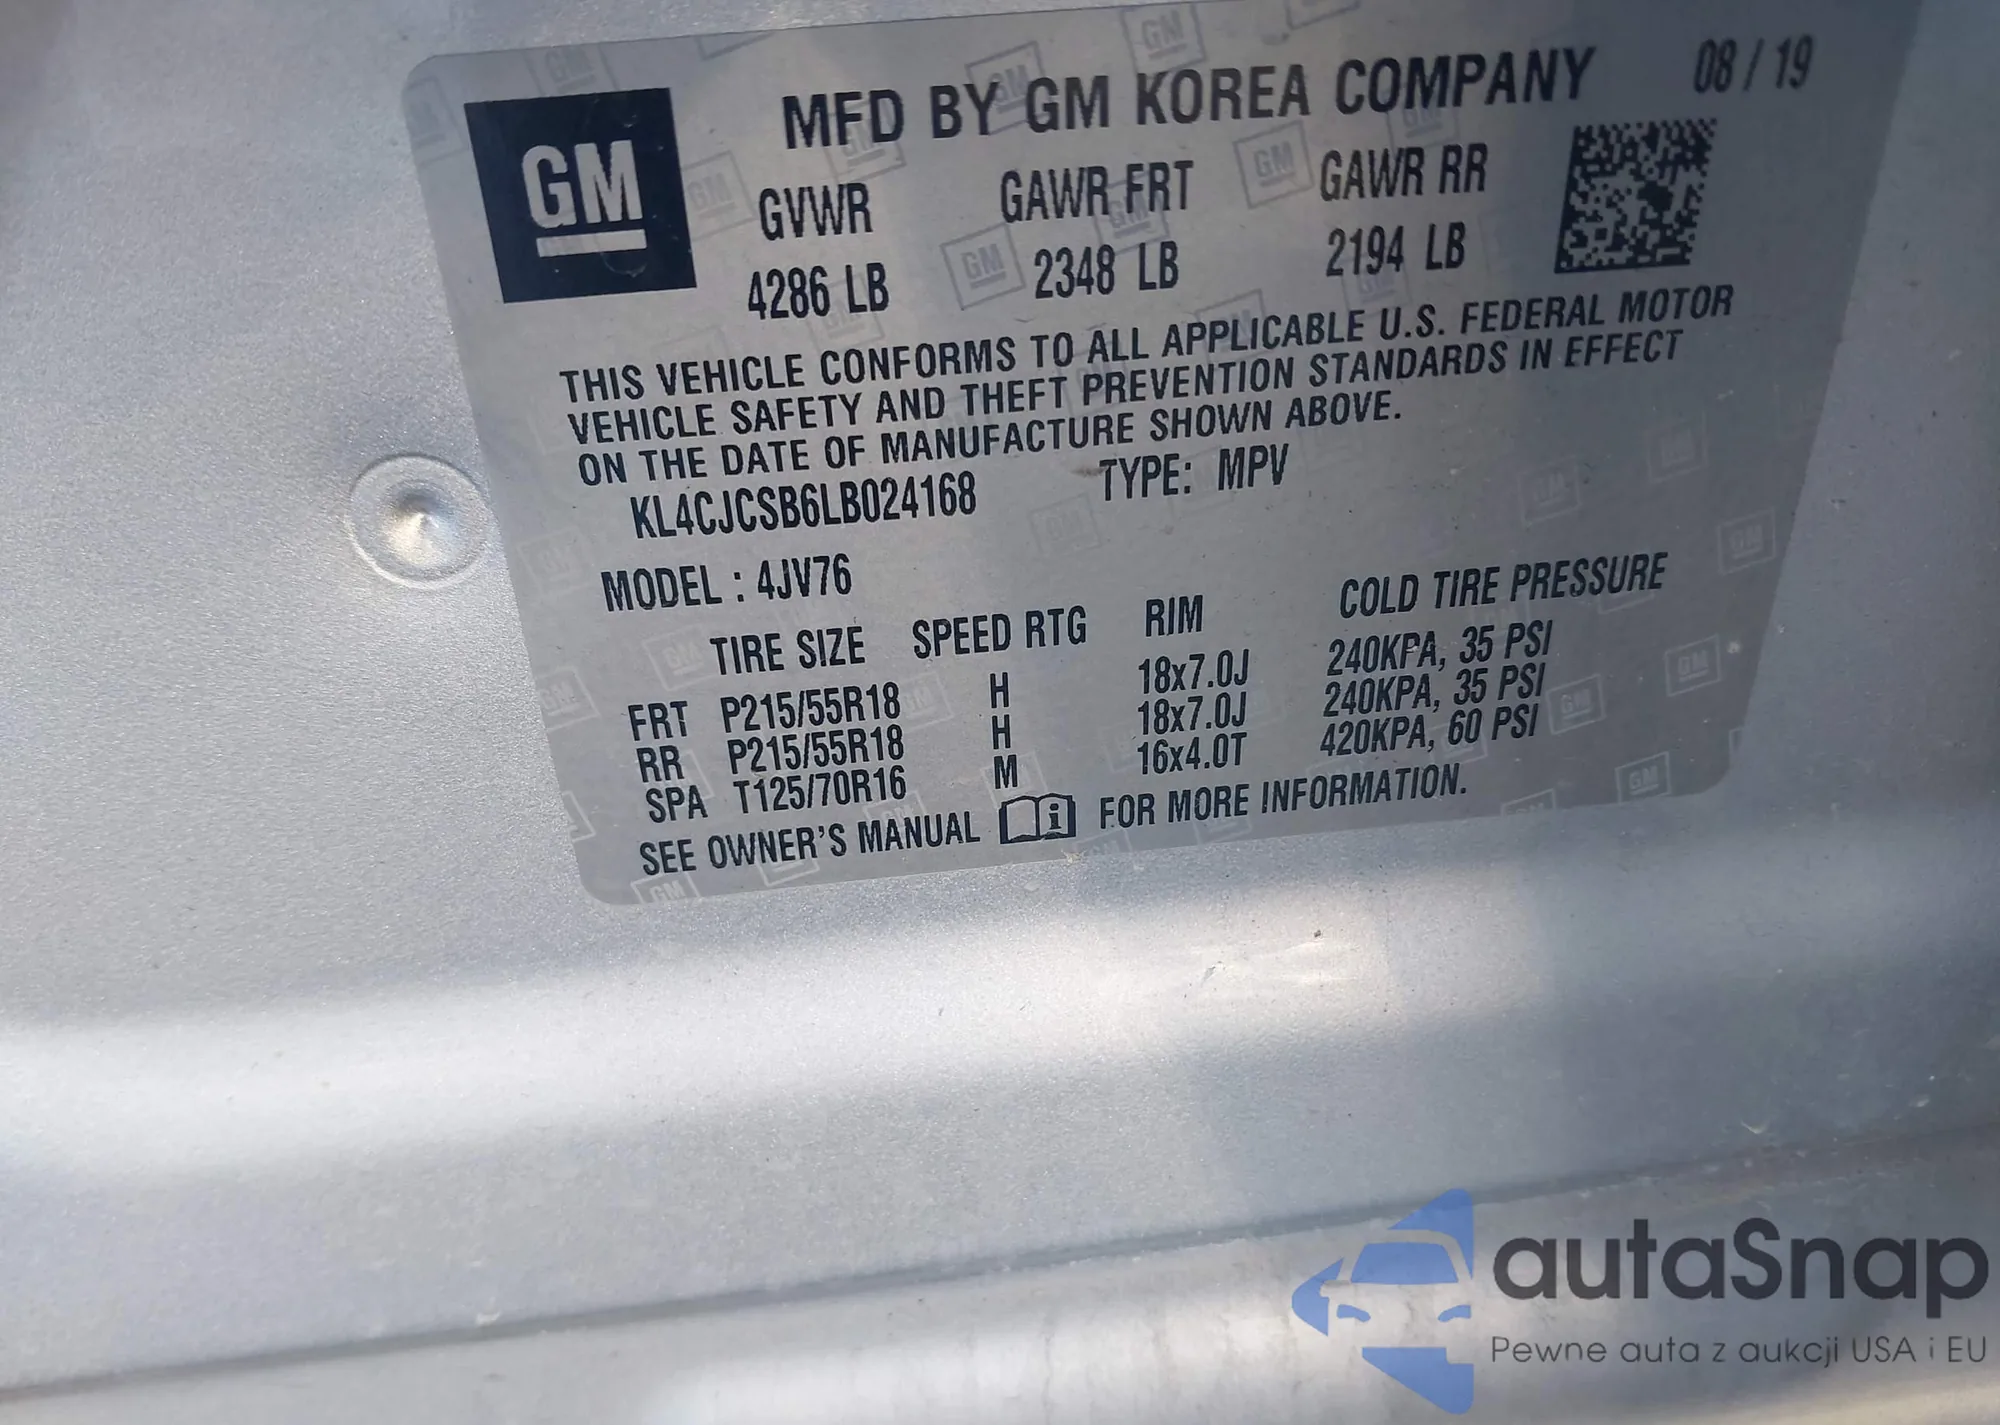 GM
MFD BY GM KOREA COMPANY 08 / 19
GVWR GAWR FRT GAWR RR
4286 LB 2348 LB 2194 LB
THIS VEHICLE CONFORMS TO ALL APPLICABLE U.S. FEDERAL MOTOR
VEHICLE SAFETY AND THEFT PREVENTION STANDARDS IN EFFECT
ON THE DATE OF MANUFACTURE SHOWN ABOVE.
KL4CJCSB6LB024168 TYPE: MPV
MODEL : 4JV76
TIRE SIZE SPEED RTG RIM COLD TIRE PRESSURE
FRT P215/55R18 H 18x7.0J 240KPA, 35 PSI
RR P215/55R18 H 18x7.0J 240KPA, 35 PSI
SPA T125/70R16 M 16x4.0T 420KPA, 60 PSI
SEE OWNER'S MANUAL i FOR MORE INFORMATION.
autaSnap
Pewne auta z aukcji USA i EU